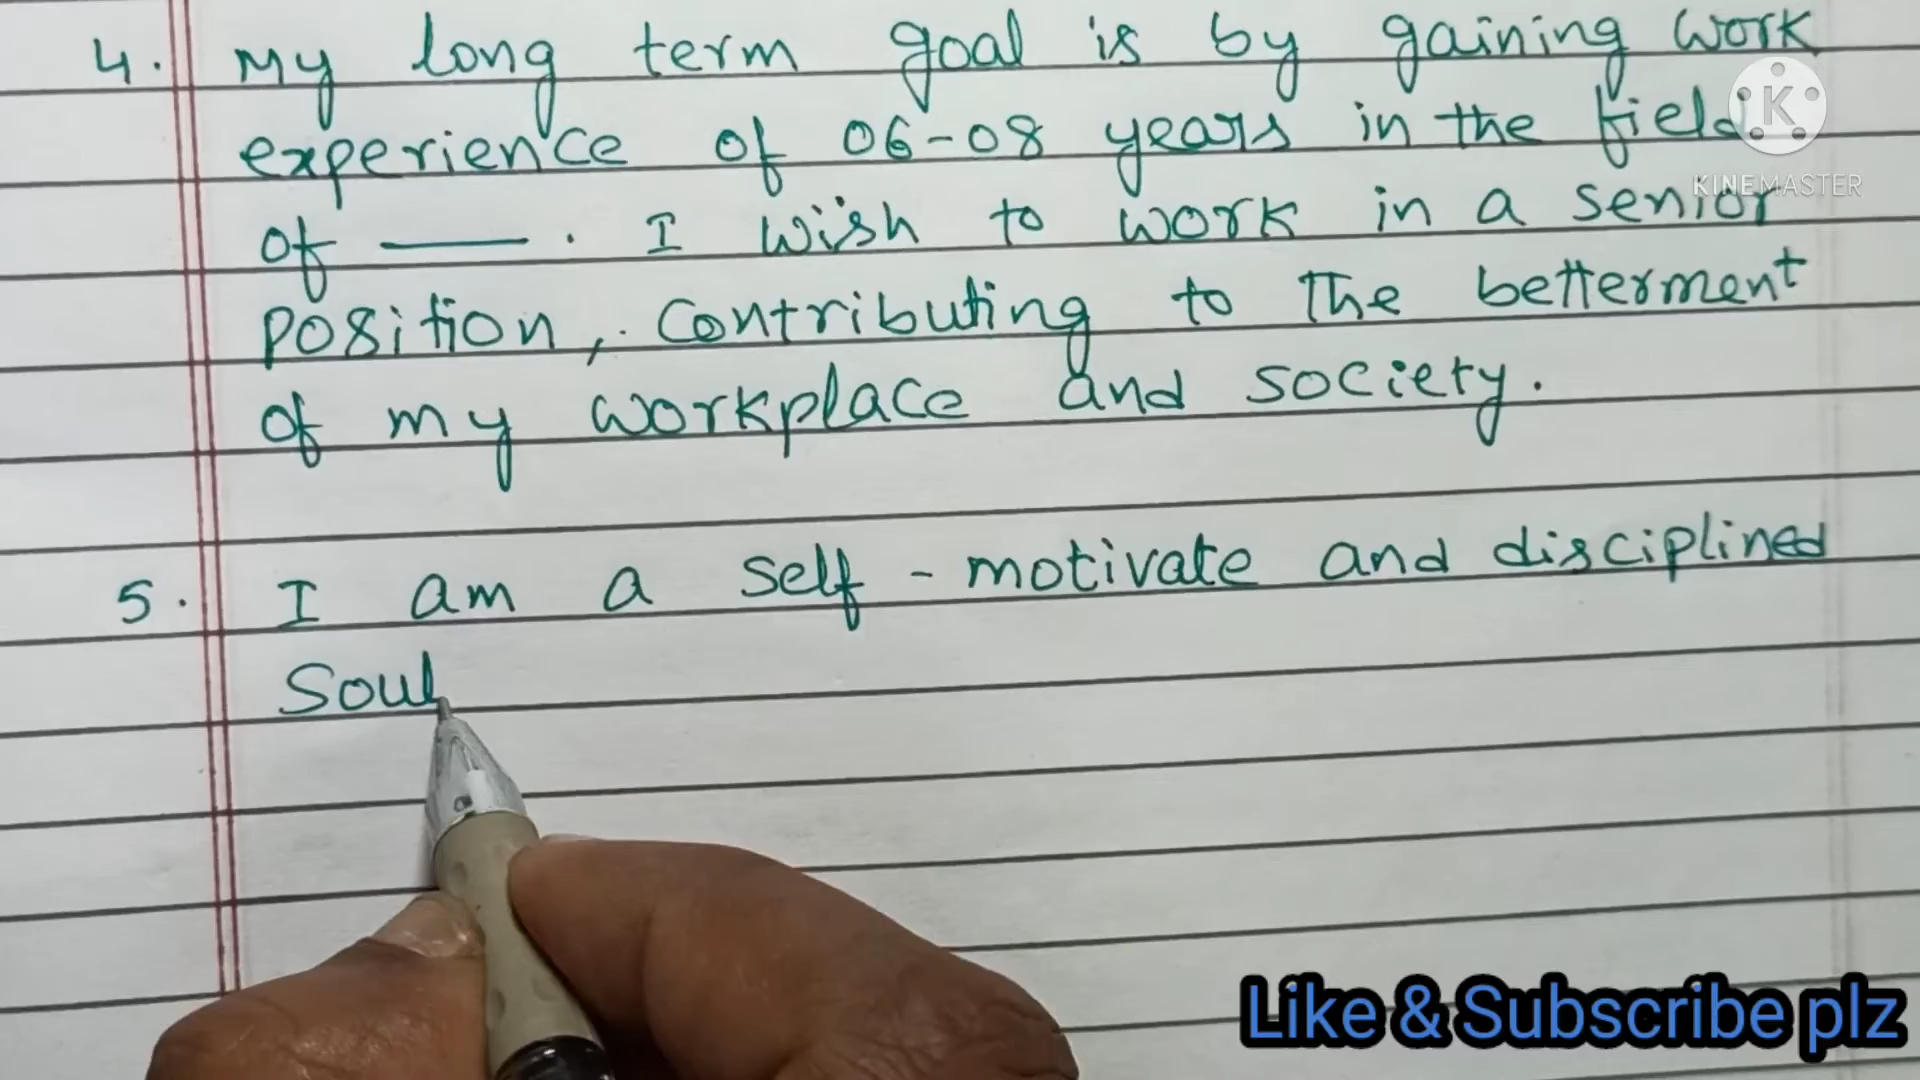 4. My long term goal is by gaining work
experience of 06-08 years in the field
of ——. I wish to work in a senior
position, contributing to the betterment
of my workplace and society.
5. I am a self-motivate and disciplined
Soul
K
KINEMASTER
Like & Subscribe plz